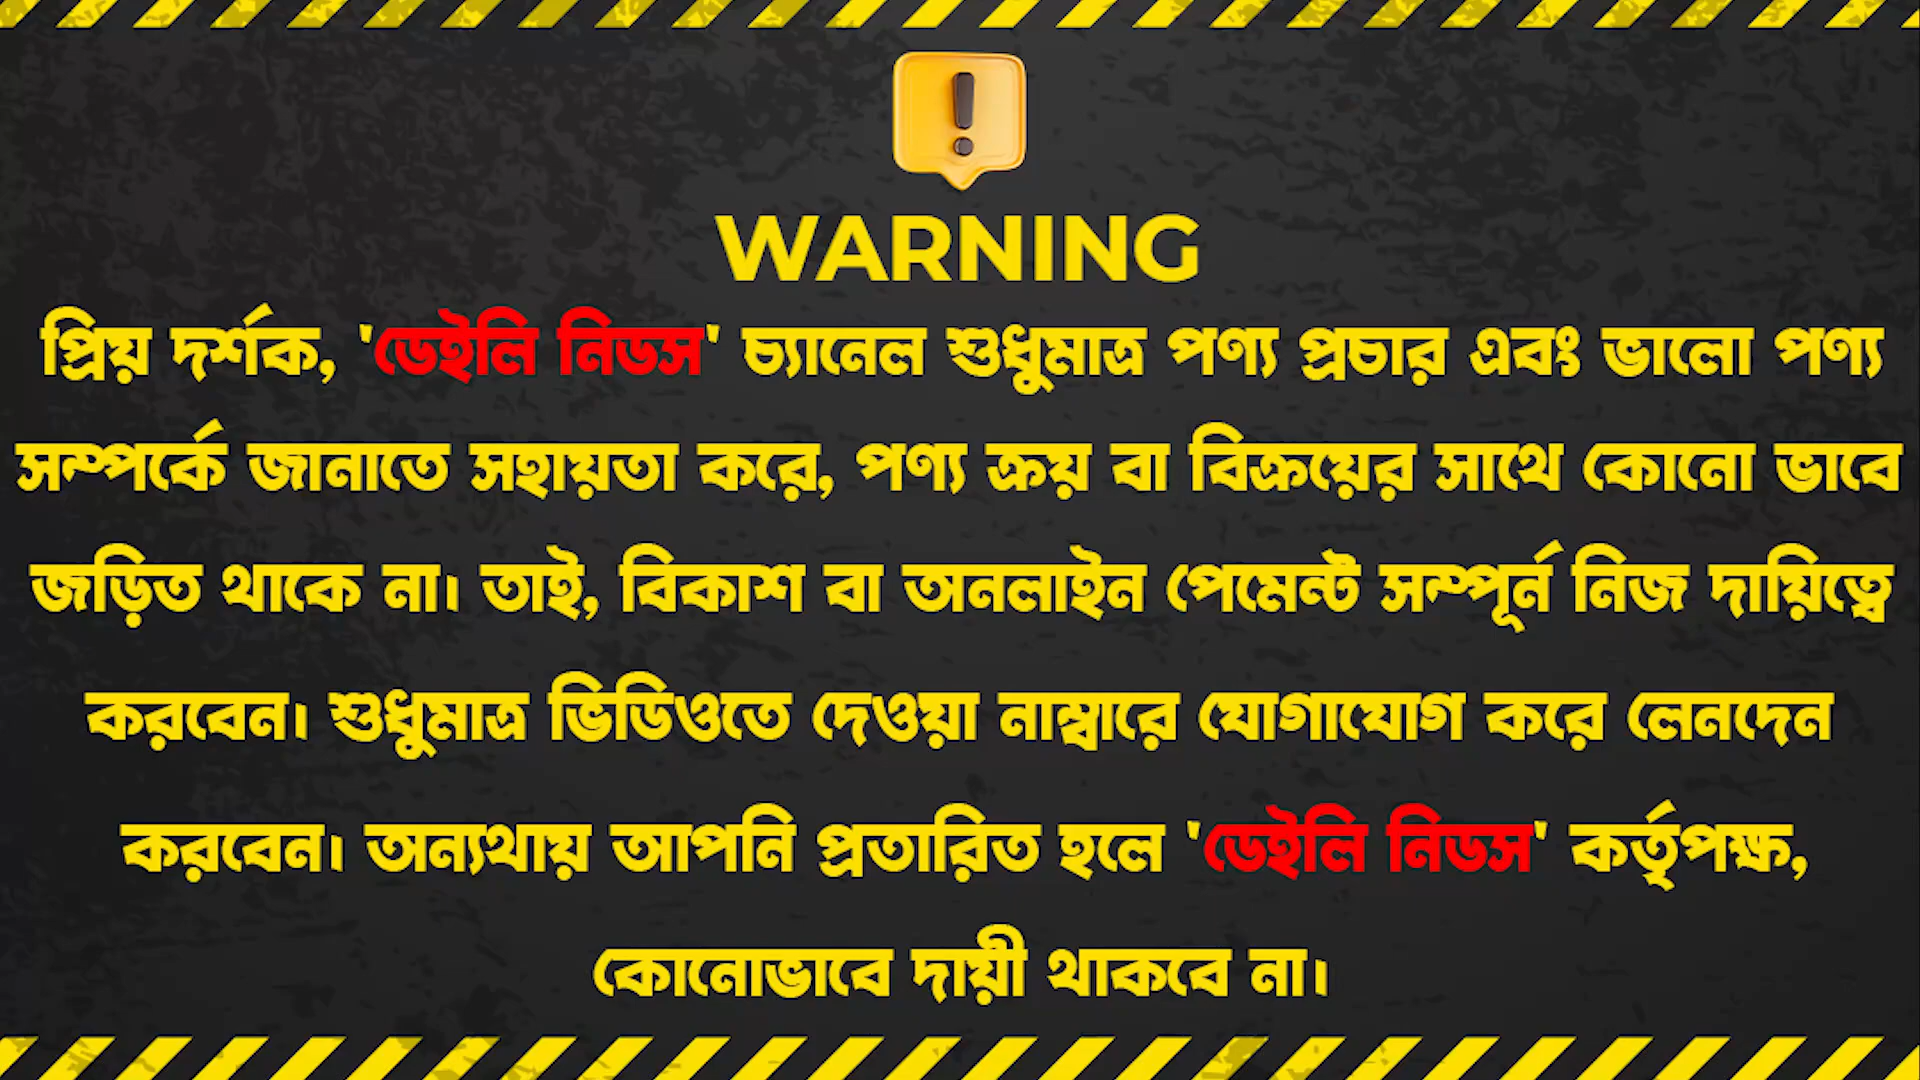 WARNING
প্রিয় দর্শক, 'ডেইলি নিডস' চ্যানেল শুধুমাত্র পণ্য প্রচার এবং ভালো পণ্য
সম্পর্কে জানাতে সহায়তা করে, পণ্য ক্রয় বা বিক্রয়ের সাথে কোনো ভাবে
জড়িত থাকে না। তাই, বিকাশ বা অনলাইন পেমেন্ট সম্পূর্ন নিজ দায়িত্বে
করবেন। শুধুমাত্র ভিডিওতে দেওয়া নাম্বারে যোগাযোগ করে লেনদেন
করবেন। অন্যথায় আপনি প্রতারিত হলে 'ডেইলি নিডস' কর্তৃপক্ষ,
কোনোভাবে দায়ী থাকবে না।